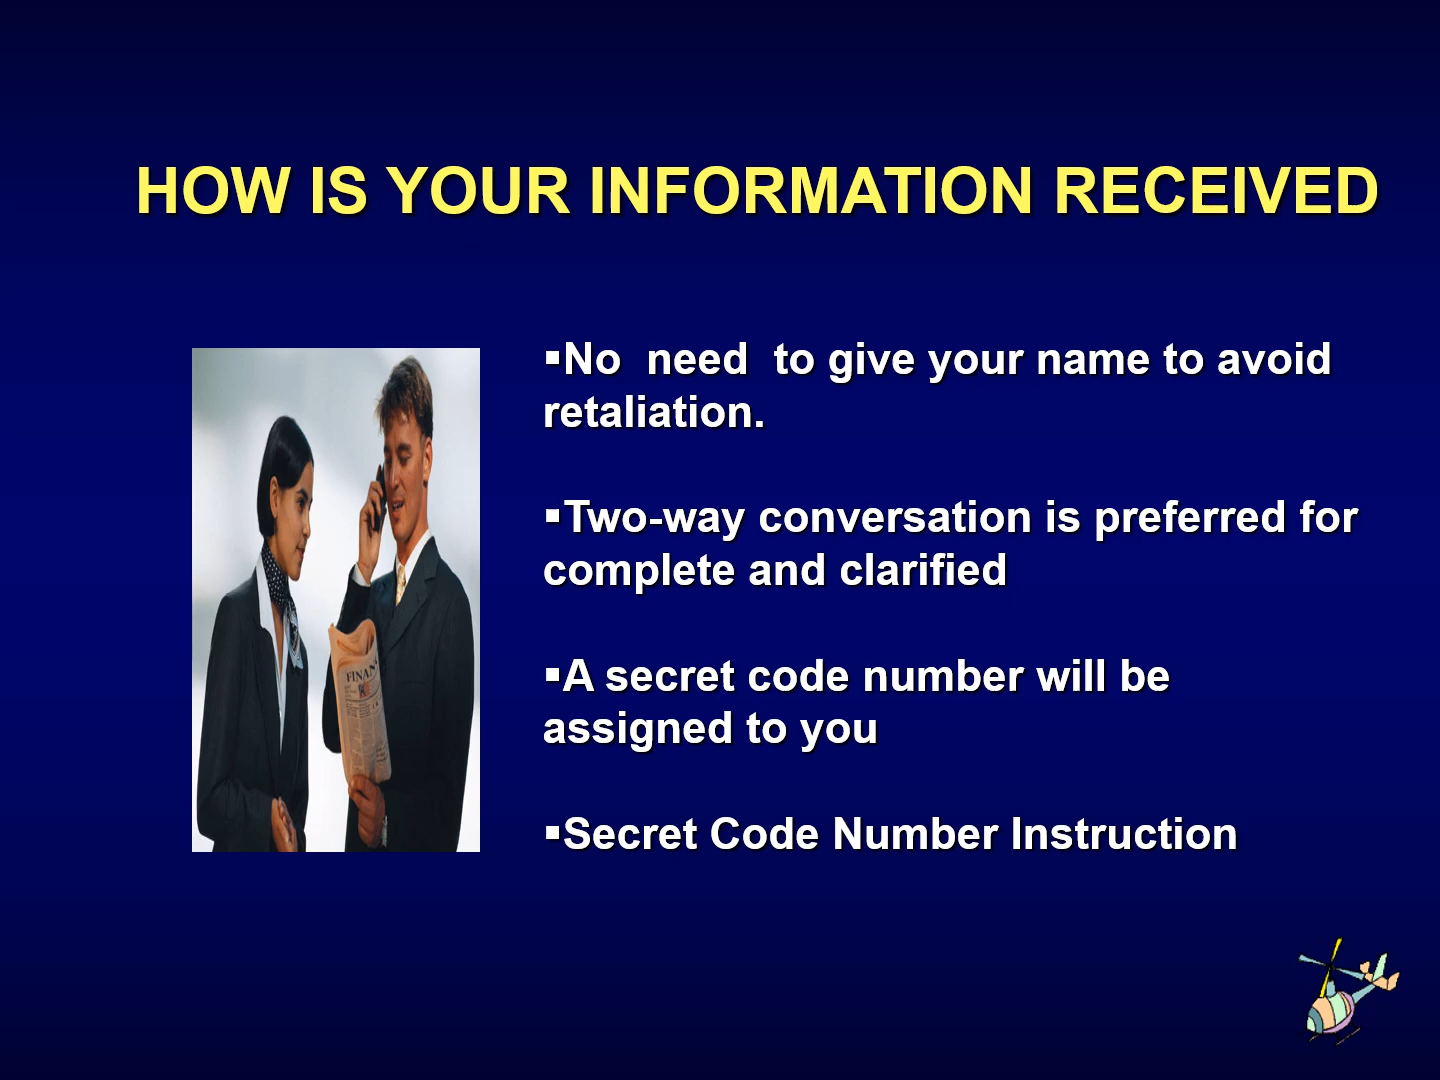 HOW IS YOUR INFORMATION RECEIVED
▪No  need  to give your name to avoid
retaliation.
▪Two-way conversation is preferred for
complete and clarified
▪A secret code number will be
assigned to you
▪Secret Code Number Instruction
FINAN